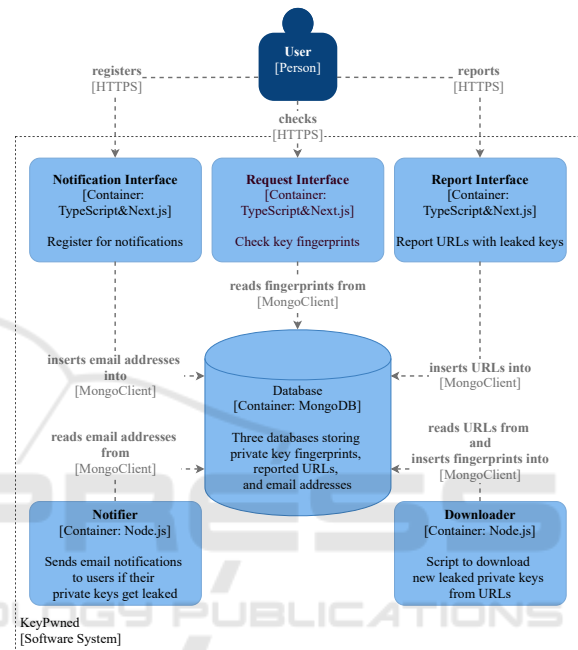 User
[Person]
registers
[HTTPS]
reports
[HTTPS]
checks
[HTTPS]
Notification Interface
[Container:
TypeScript&Next.js]
Register for notifications
Request Interface
[Container:
TypeScript&Next.js]
Check key fingerprints
Report Interface
[Container:
TypeScript&Next.js]
Report URLs with leaked keys
reads fingerprints from
[MongoClient]
inserts email addresses
into
[MongoClient]
inserts URLs into
[MongoClient]
Database
[Container: MongoDB]
Three databases storing
private key fingerprints,
reported URLs,
and email addresses
reads email addresses
from
[MongoClient]
reads URLs from
and
inserts fingerprints into
[MongoClient]
Notifier
[Container: Node.js]
Sends email notifications
to users if their
private keys get leaked
Downloader
[Container: Node.js]
Script to download
new leaked private keys
from URLs
KeyPwned
[Software System]
PRESS
OLOGY PUBLICATIONS